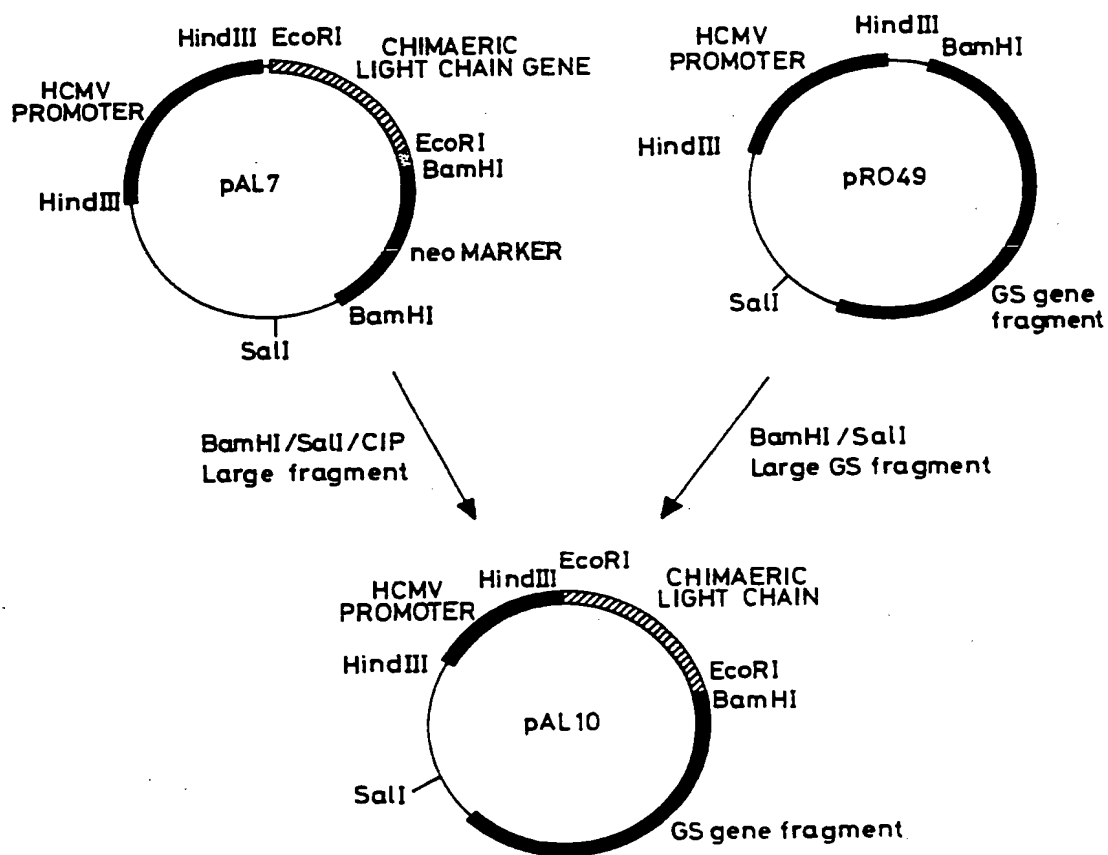 HindIII EcoRI
CHIMAERIC
LIGHT CHAIN GENE
HCMV
PROMOTER
EcoRI
BamHI
pAL7
HindIII
neo MARKER
BamHI
SalI
HCMV
PROMOTER
HindIII
BamHI
HindIII
pRO49
SalI
GS gene
fragment
BamHI/SalI/CIP
Large fragment
BamHI/SalI
Large GS fragment
HCMV
PROMOTER
HindIII
EcoRI
CHIMAERIC
LIGHT CHAIN
HindIII
EcoRI
BamHI
pAL10
SalI
GS gene fragment